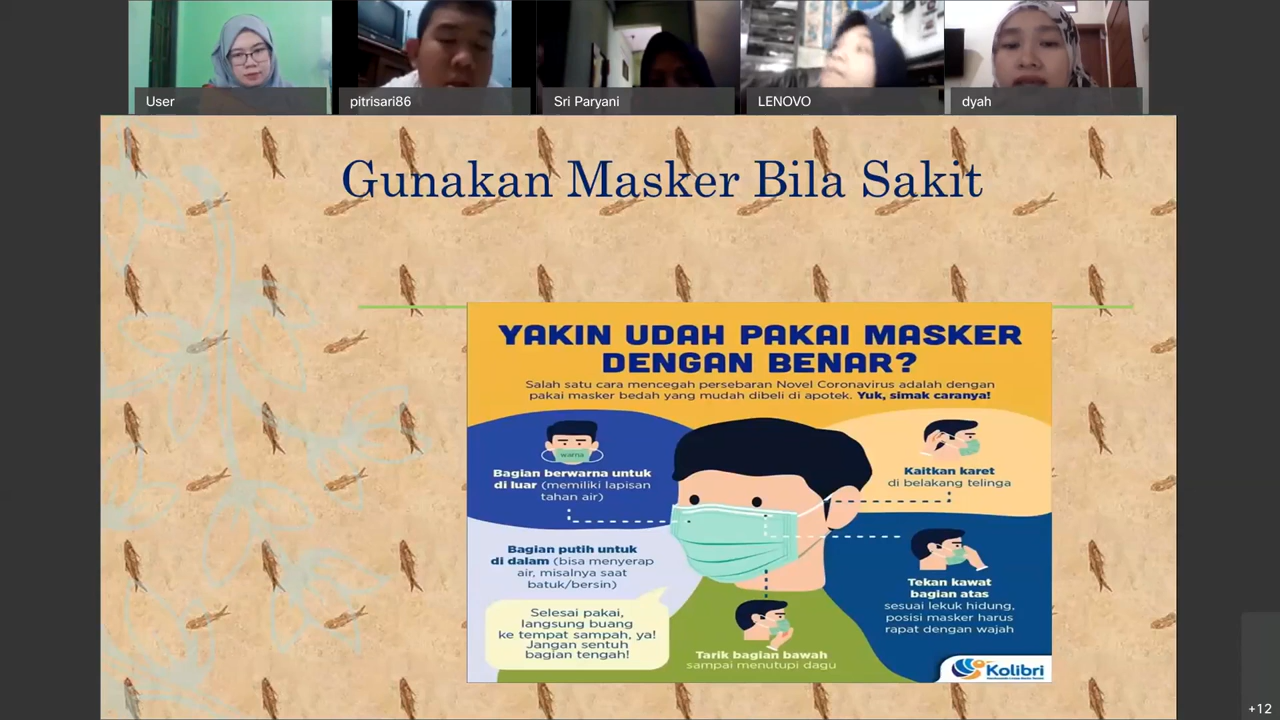 User
pitrisari86
Sri Paryani
LENOVO
dyah
Gunakan Masker Bila Sakit
YAKIN UDAH PAKAI MASKER
DENGAN BENAR?
Salah satu cara mencegah persebaran Novel Coronavirus adalah dengan
pakai masker bedah yang mudah dibeli di apotek. Yuk, simak caranya!
warna
Bagian berwarna untuk
di luar (memiliki lapisan
tahan air)
Kaitkan karet
di belakang telinga
Bagian putih untuk
di dalam (bisa menyerap
air, misalnya saat
batuk/bersin)
Tekan kawat
bagian atas
sesuai lekuk hidung,
posisi masker harus
rapat dengan wajah
Selesai pakai,
langsung buang
ke tempat sampah, ya!
Jangan sentuh
bagian tengah!
Tarik bagian bawah
sampai menutupi dagu
Kolibri
+12